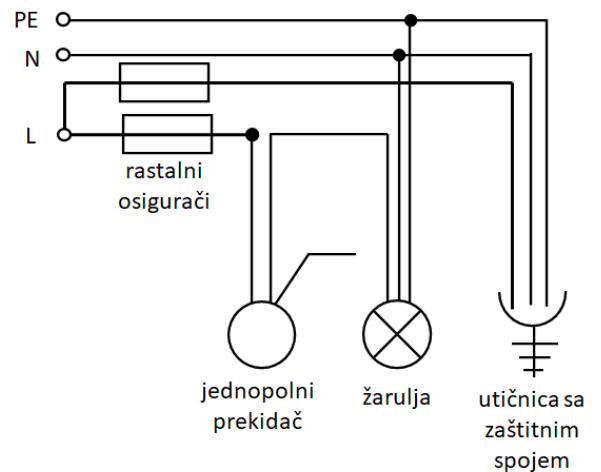 PE
N
L
rastalni
osigurači
jednopolni
prekidač
žarulja
utičnica sa
zaštitnim
spojem